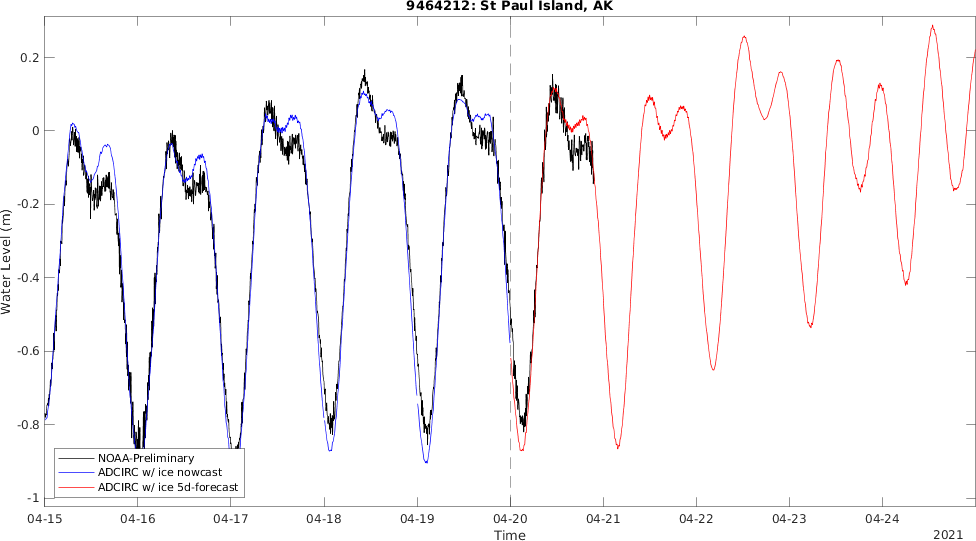 9464212: St Paul Island, AK
Water Level (m)
0.2
0
-0.2
-0.4
-0.6
-0.8
-1
NOAA-Preliminary
ADCIRC w/ ice nowcast
ADCIRC w/ ice 5d-forecast
04-15 04-16 04-17 04-18 04-19 04-20 04-21 04-22 04-23 04-24
Time
2021